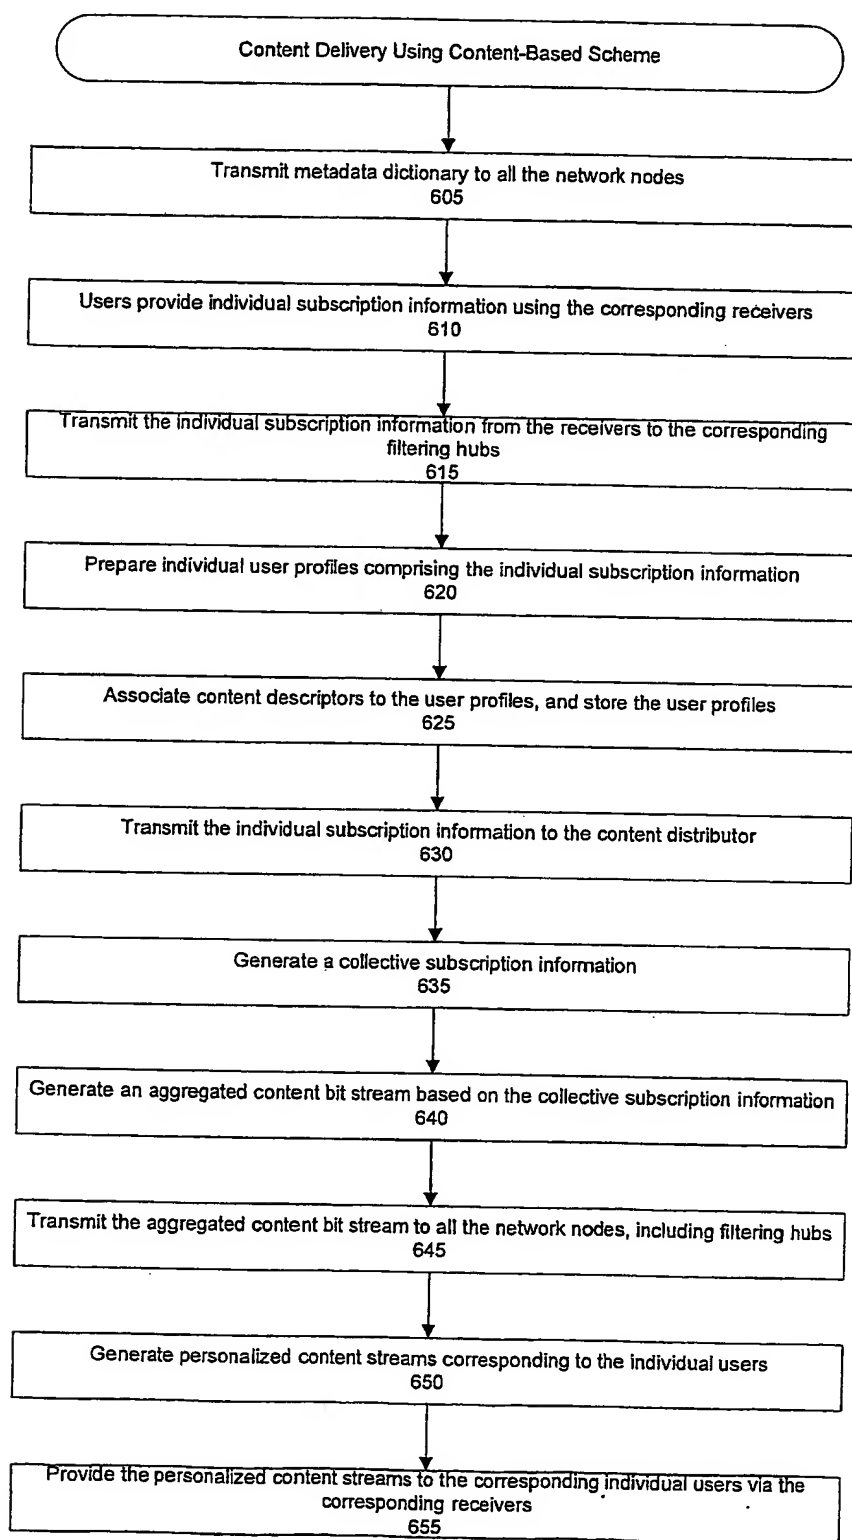 Content Delivery Using Content-Based Scheme
Transmit metadata dictionary to all the network nodes
605
Users provide individual subscription information using the corresponding receivers
610
Transmit the individual subscription information from the receivers to the corresponding
filtering hubs
615
Prepare individual user profiles comprising the individual subscription information
620
Associate content descriptors to the user profiles, and store the user profiles
625
Transmit the individual subscription information to the content distributor
630
Generate a collective subscription information
635
Generate an aggregated content bit stream based on the collective subscription information
640
Transmit the aggregated content bit stream to all the network nodes, including filtering hubs
645
Generate personalized content streams corresponding to the individual users
650
Provide the personalized content streams to the corresponding individual users via the
corresponding receivers
655